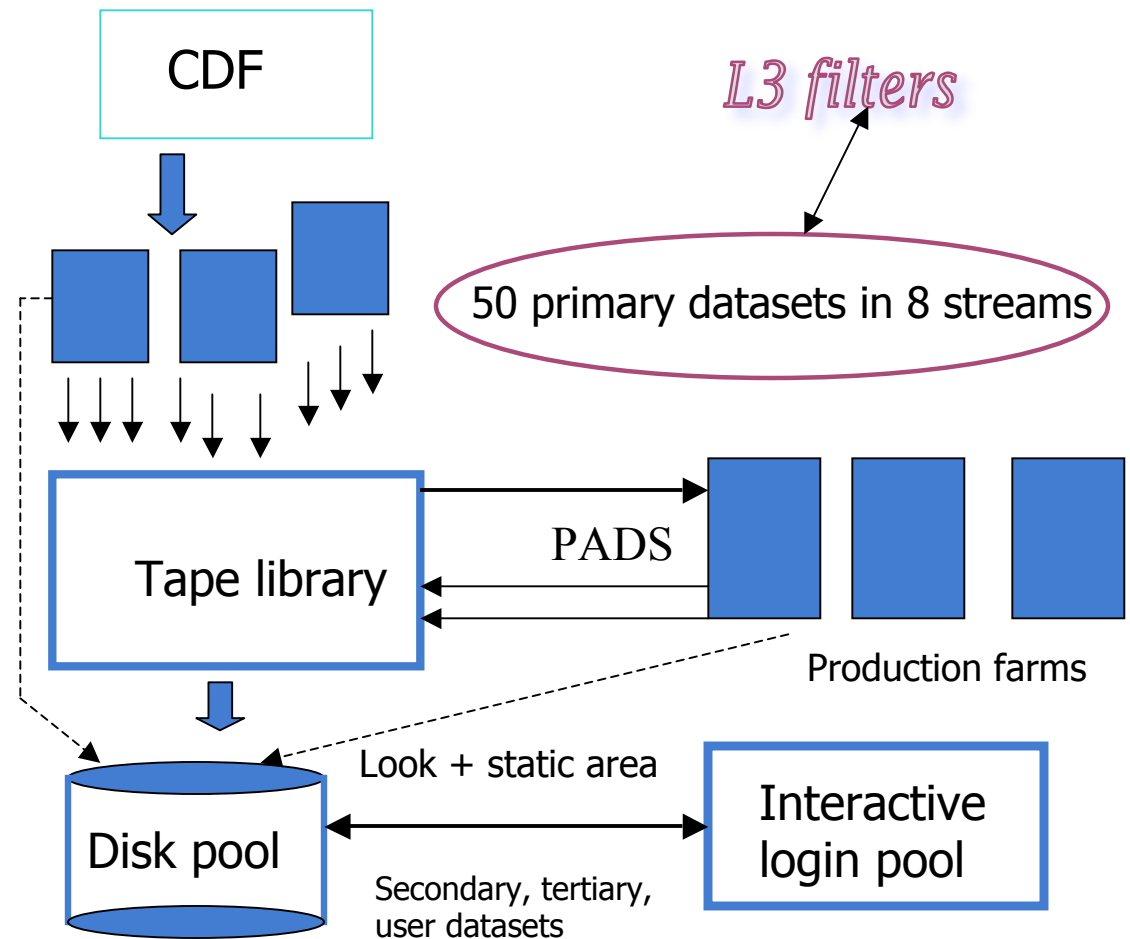 CDF
L3 filters
50 primary datasets in 8 streams
PADS
Tape library
Production farms
Look + static area
Interactive
login pool
Disk pool
Secondary, tertiary,
user datasets